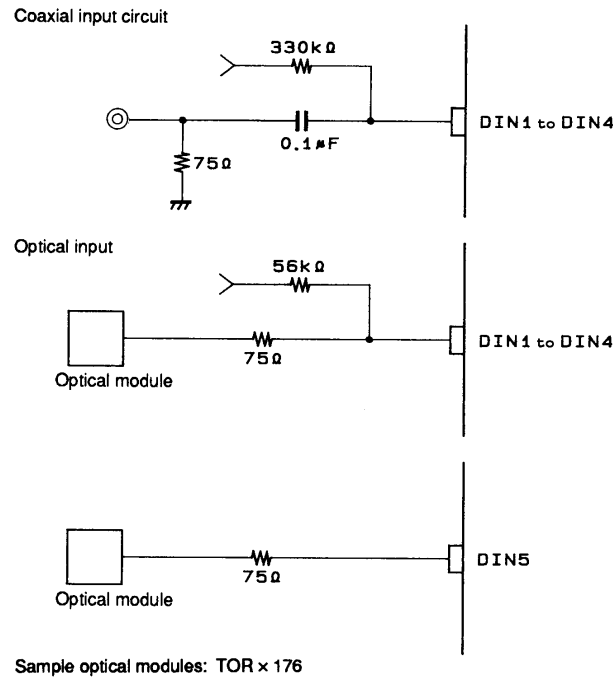 Coaxial input circuit
330kΩ
0.1μF
DIN1 to DIN4
75Ω
Optical input
56kΩ
75Ω
DIN1 to DIN4
Optical module
75Ω
DIN5
Optical module
Sample optical modules: TOR × 176